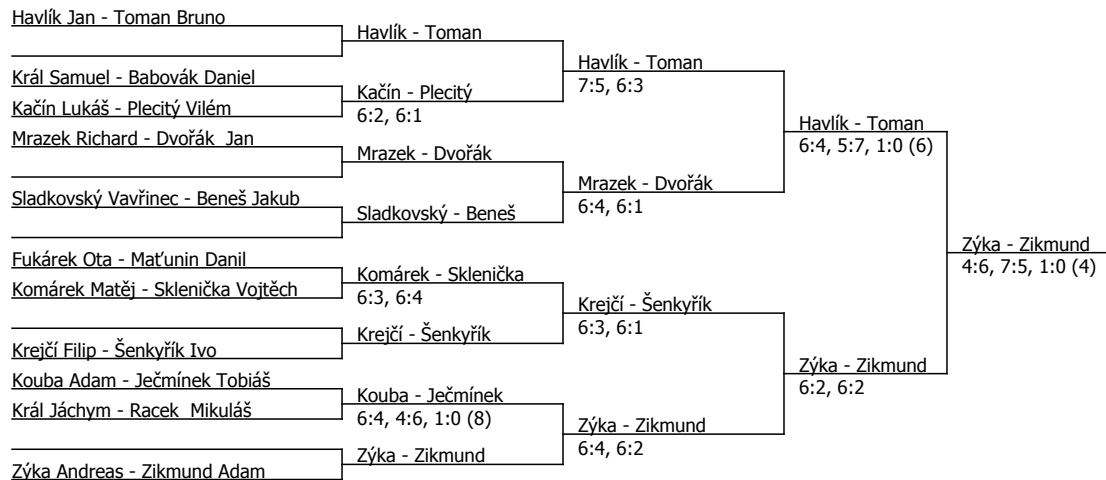 Havlík Jan - Toman Bruno
Král Samuel - Babovák Daniel
Kačín Lukáš - Plecitý Vilém
Mrazek Richard - Dvořák  Jan
Sladkovský Vavřinec - Beneš Jakub
Fukárek Ota - Maťunin Danil
Komárek Matěj - Sklenička Vojtěch
Krejčí Filip - Šenkyřík Ivo
Kouba Adam - Ječmínek Tobiáš
Král Jáchym - Racek  Mikuláš
Zýka Andreas - Zikmund Adam
Havlík - Toman
Kačín - Plecitý
6:2, 6:1
Mrazek - Dvořák
Sladkovský - Beneš
Komárek - Sklenička
6:3, 6:4
Krejčí - Šenkyřík
Kouba - Ječmínek
6:4, 4:6, 1:0 (8)
Zýka - Zikmund
Havlík - Toman
7:5, 6:3
Mrazek - Dvořák
6:4, 6:1
Krejčí - Šenkyřík
6:3, 6:1
Zýka - Zikmund
6:4, 6:2
Havlík - Toman
6:4, 5:7, 1:0 (6)
Zýka - Zikmund
6:2, 6:2
Zýka - Zikmund
4:6, 7:5, 1:0 (4)